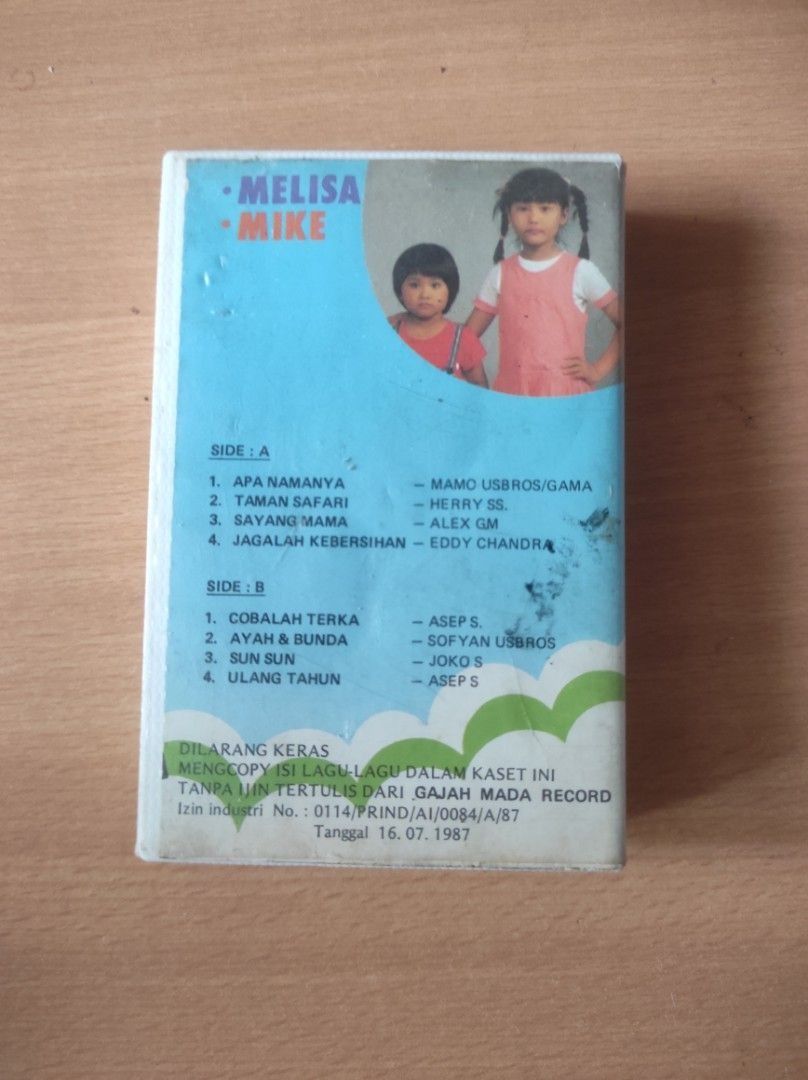 • MELISA
• MIKE
SIDE : A
1. APA NAMANYA – MAMO USBROS/GAMA
2. TAMAN SAFARI – HERRY SS.
3. SAYANG MAMA – ALEX GM
4. JAGALAH KEBERSIHAN – EDDY CHANDRA
SIDE : B
1. COBALAH TERKA – ASEP S.
2. AYAH & BUNDA – SOFYAN USBROS
3. SUN SUN – JOKO S
4. ULANG TAHUN – ASEP S
DILARANG KERAS
MENGCOPY ISI LAGU-LAGU DALAM KASET INI
TANPA IJIN TERTULIS DARI GAJAH MADA RECORD
Izin industri No. : 0114/PRIND/AI/0084/A/87
Tanggal 16. 07. 1987